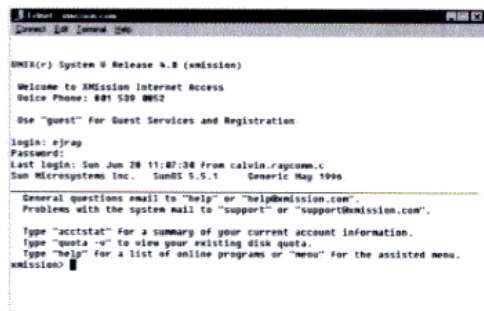 Telnet - xmission.com
Connect Edit Terminal Help
UNIX(r) System V Release 4.0 (xmission)
Welcome to XMission Internet Access
Voice Phone: 801 539 0852
Use "guest" for Guest Services and Registration
login: ejray
Password:
Last login: Sun Jun 20 11:07:30 from calvin.raycomm.c
Sun Microsystems Inc. SunOS 5.5.1 Generic May 1996
General questions email to "help" or "help@xmission.com".
Problems with the system mail to "support" or "support@xmission.com".
Type "acctstat" for a summary of your current account information.
Type "quota -v" to view your existing disk quota.
Type "help" for a list of online programs or "menu" for the assisted menu.
xmission>